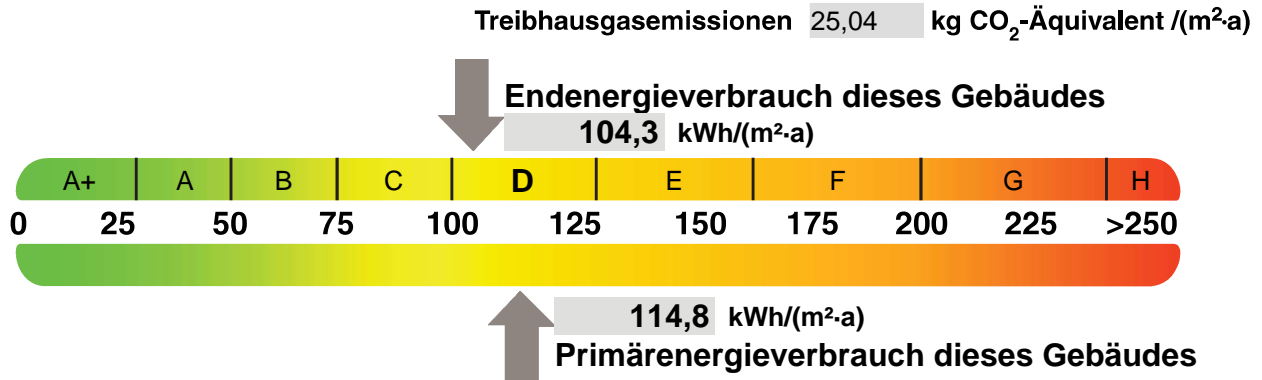 Treibhausgasemissionen 25,04 kg CO₂-Äquivalent /(m²·a)
Endenergieverbrauch dieses Gebäudes
104,3 kWh/(m²·a)
A+ A B C D E F G H
0 25 50 75 100 125 150 175 200 225 >250
114,8 kWh/(m²·a)
Primärenergieverbrauch dieses Gebäudes